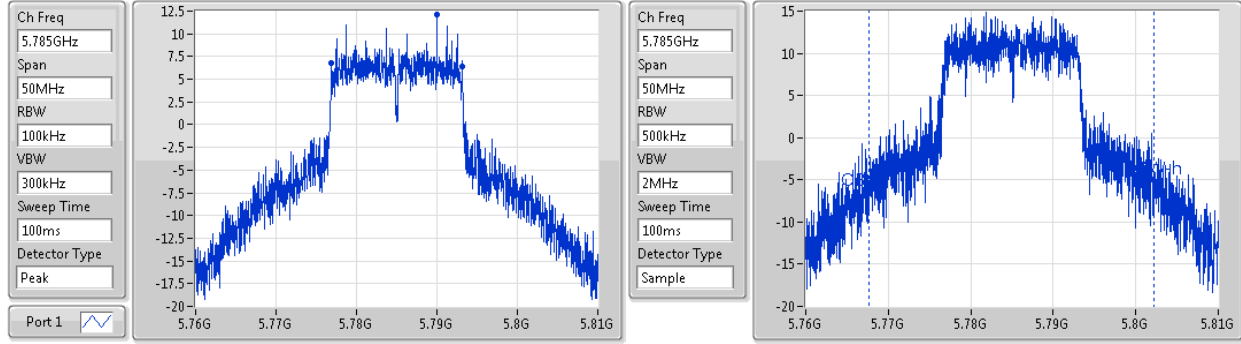 Ch Freq
5.785GHz
Span
50MHz
RBW
100kHz
VBW
300kHz
Sweep Time
100ms
Detector Type
Peak
Port 1
12.5
10
7.5
5
2.5
0
-2.5
-5
-7.5
-10
-12.5
-15
-17.5
-20
5.76G 5.77G 5.78G 5.79G 5.8G 5.81G
Ch Freq
5.785GHz
Span
50MHz
RBW
500kHz
VBW
2MHz
Sweep Time
100ms
Detector Type
Sample
15
10
5
0
-5
-10
-15
-20
5.76G 5.77G 5.78G 5.79G 5.8G 5.81G